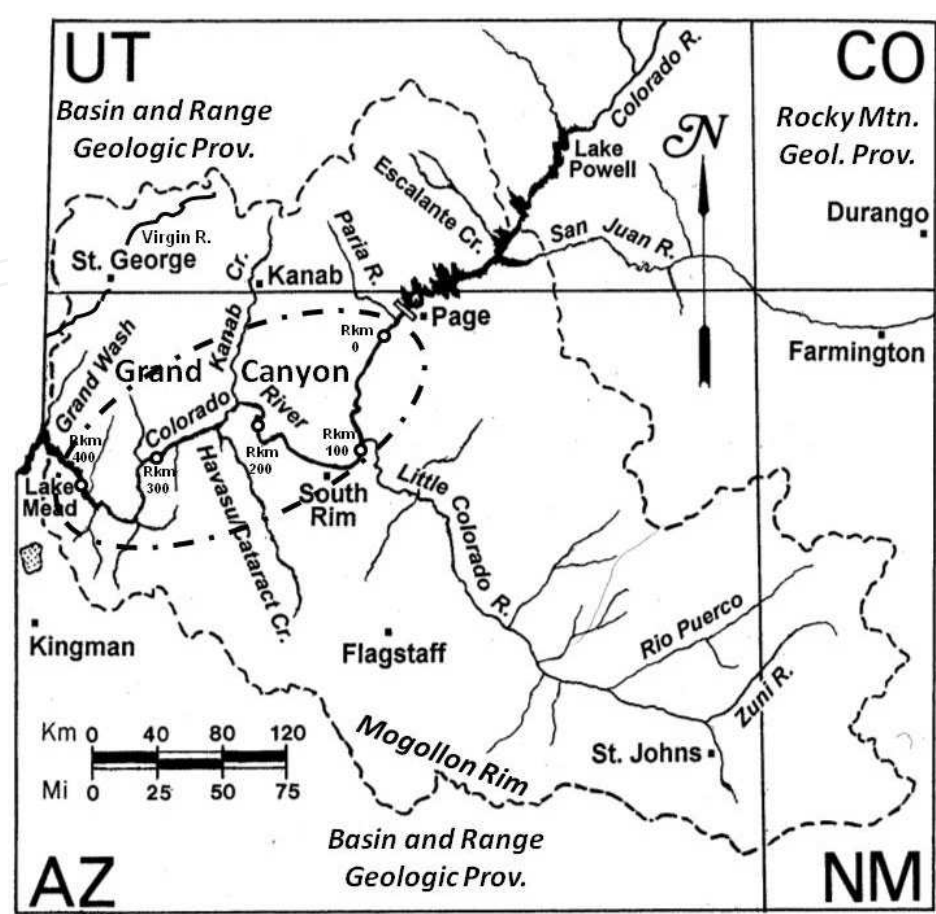 UT
CO
Basin and Range
Geologic Prov.
Rocky Mtn.
Geol. Prov.
Colorado R.
N
Lake
Powell
Escalante Cr.
San Juan R.
Durango
Virgin R.
St. George
Paria R.
Kanab
Kanab Cr.
Page
Farmington
Rkm
0
Grand Wash
Grand Canyon
Colorado River
Rkm
400
Rkm
300
Rkm
200
Rkm
100
Lake
Mead
South
Rim
Havasu/Cataract Cr.
Little Colorado R.
Kingman
Flagstaff
Rio Puerco
Zuni R.
St. Johns
Mogollon Rim
Km 0 40 80 120
Mi 0 25 50 75
Basin and Range
Geologic Prov.
AZ
NM